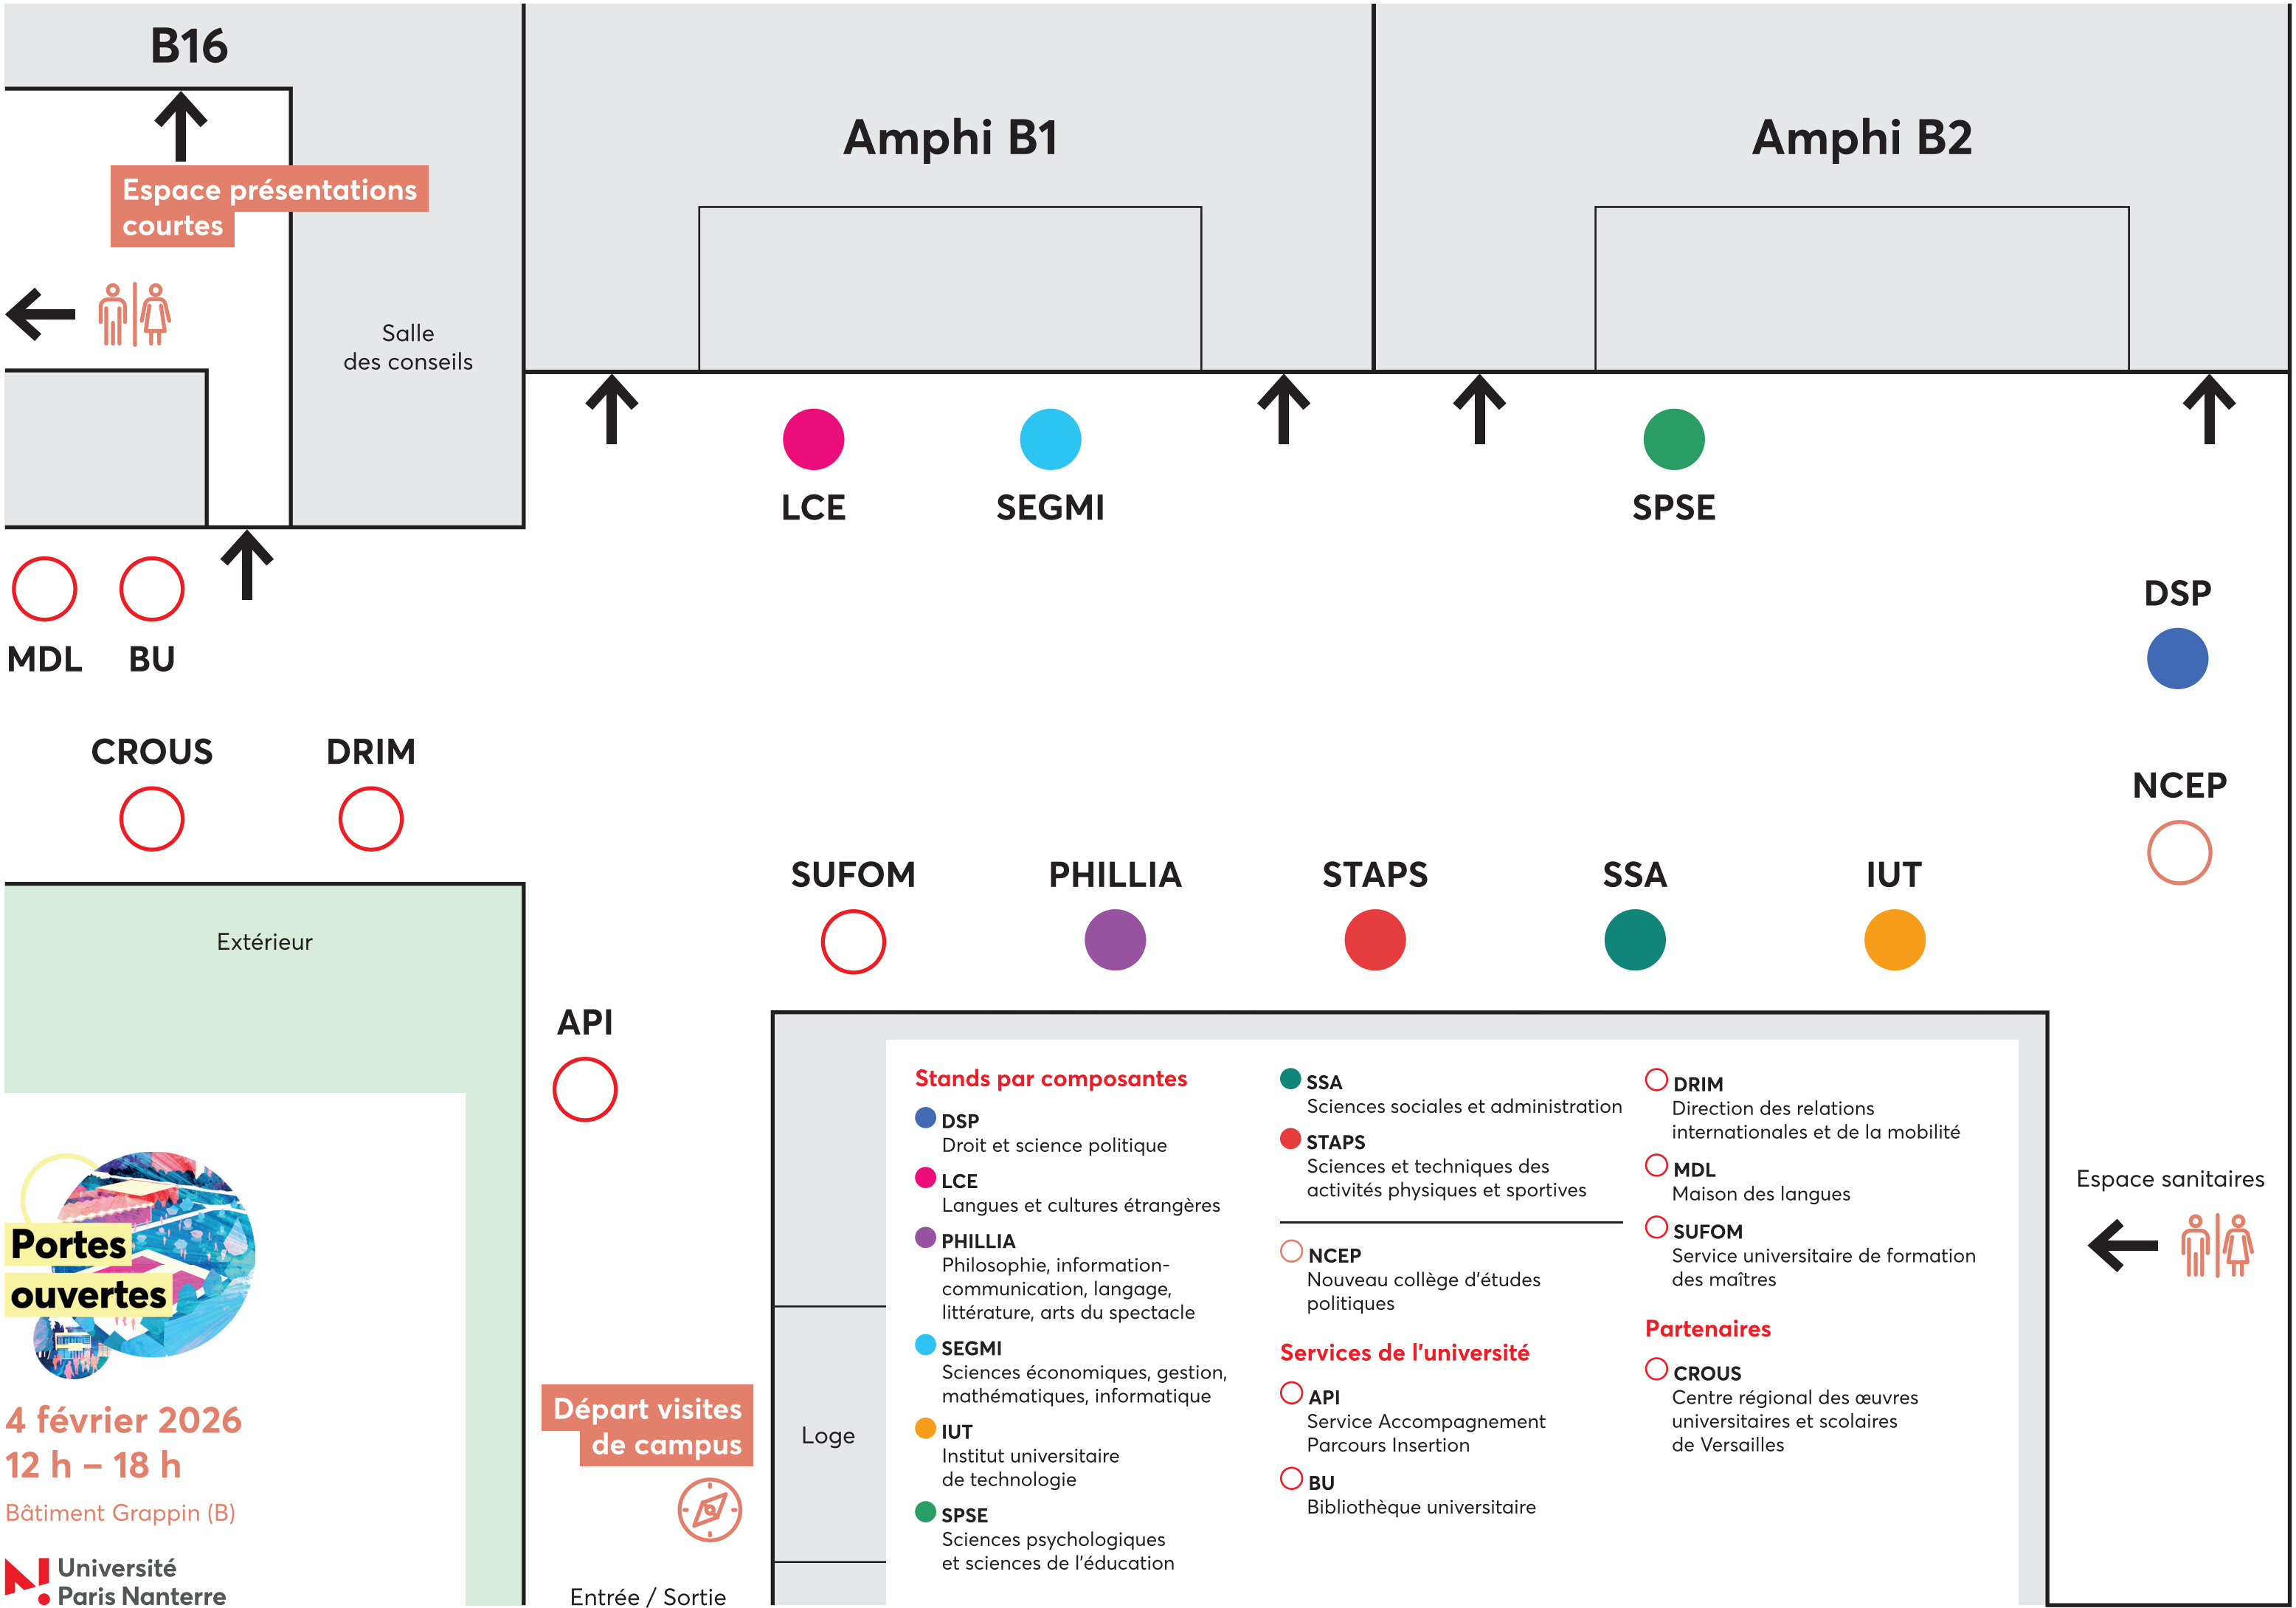 B16
Espace présentations
courtes
Salle
des conseils
Amphi B1
Amphi B2
LCE
SEGMI
SPSE
MDL
BU
DSP
CROUS
DRIM
NCEP
SUFOM
PHILLIA
STAPS
SSA
IUT
Extérieur
API
Portes
ouvertes
4 février 2026
12 h – 18 h
Bâtiment Grappin (B)
Université
Paris Nanterre
Départ visites
de campus
Entrée / Sortie
Loge
Stands par composantes
DSP
Droit et science politique
LCE
Langues et cultures étrangères
PHILLIA
Philosophie, information-
communication, langage,
littérature, arts du spectacle
SEGMI
Sciences économiques, gestion,
mathématiques, informatique
IUT
Institut universitaire
de technologie
SPSE
Sciences psychologiques
et sciences de l'éducation
SSA
Sciences sociales et administration
STAPS
Sciences et techniques des
activités physiques et sportives
NCEP
Nouveau collège d'études
politiques
Services de l'université
API
Service Accompagnement
Parcours Insertion
BU
Bibliothèque universitaire
DRIM
Direction des relations
internationales et de la mobilité
MDL
Maison des langues
SUFOM
Service universitaire de formation
des maîtres
Partenaires
CROUS
Centre régional des œuvres
universitaires et scolaires
de Versailles
Espace sanitaires